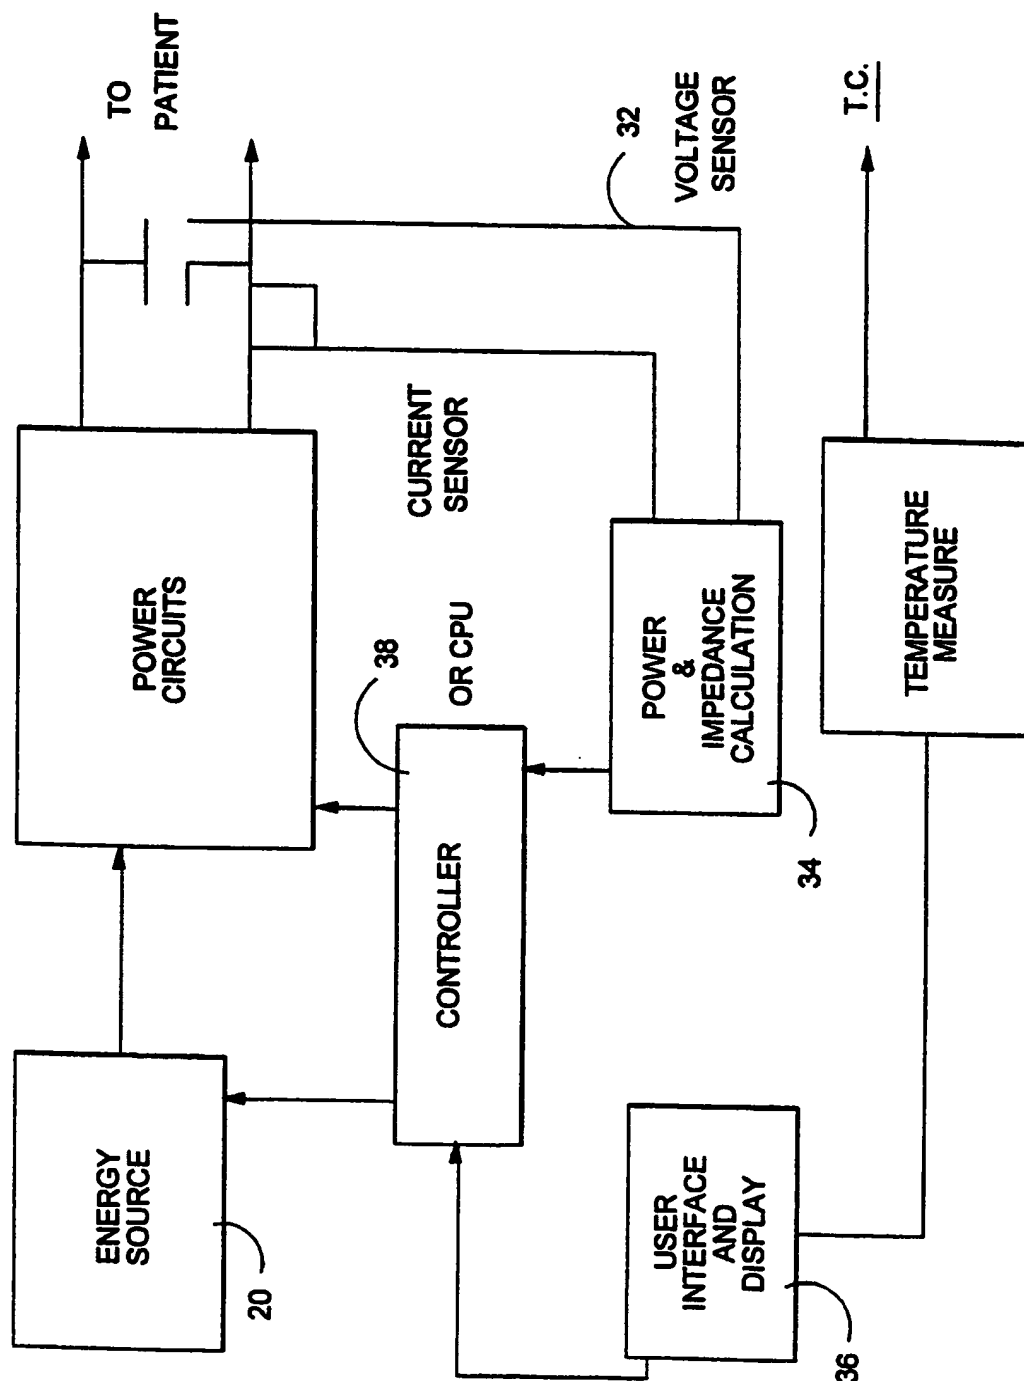 ENERGY
SOURCE
20
POWER
CIRCUITS
TO
PATIENT
CONTROLLER
38
OR CPU
CURRENT
SENSOR
32
VOLTAGE
SENSOR
POWER
&
IMPEDANCE
CALCULATION
34
USER
INTERFACE
AND
DISPLAY
36
TEMPERATURE
MEASURE
T.C.